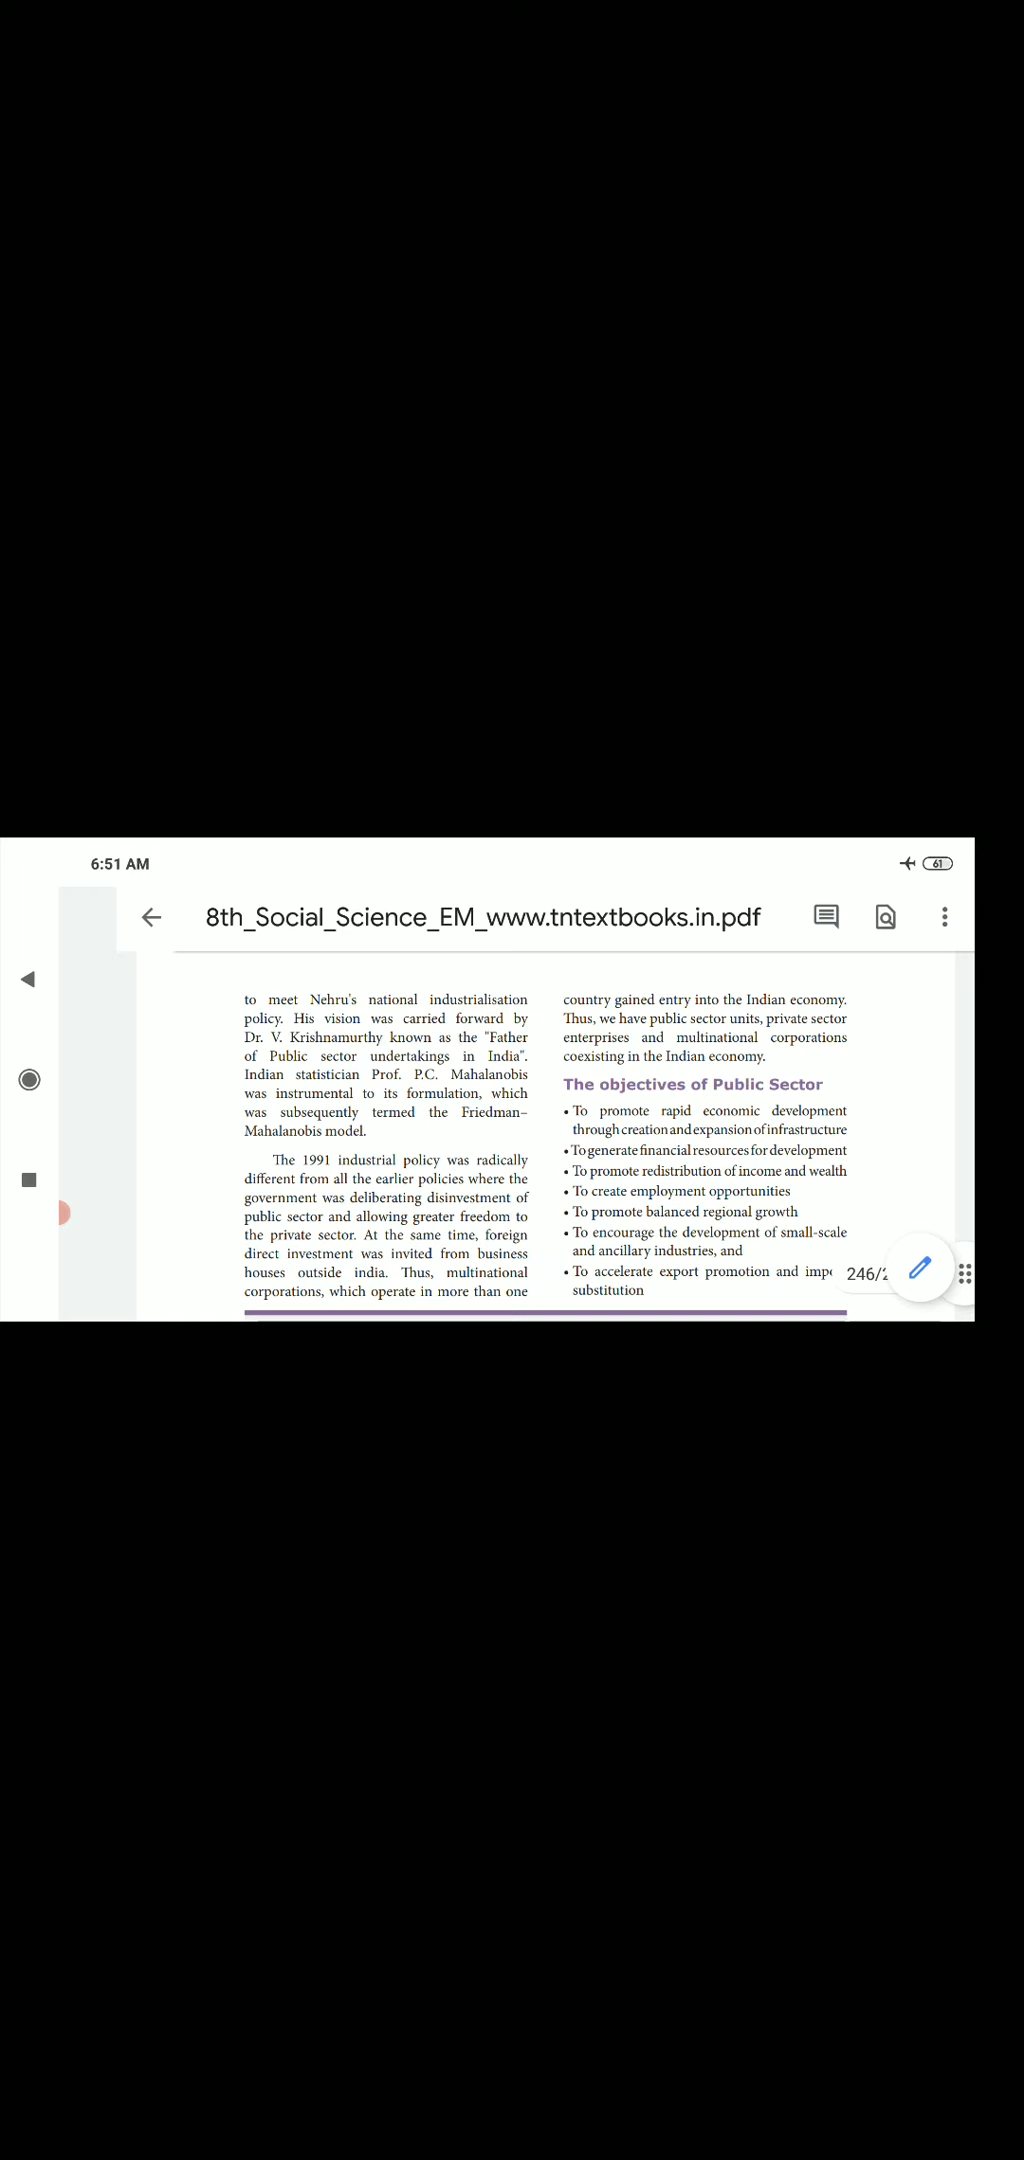 6:51 AM
61
8th_Social_Science_EM_www.tntextbooks.in.pdf
to meet Nehru's national industrialisation
policy. His vision was carried forward by
Dr. V. Krishnamurthy known as the "Father
of Public sector undertakings in India".
Indian statistician Prof. P.C. Mahalanobis
was instrumental to its formulation, which
was subsequently termed the Friedman–
Mahalanobis model.
The 1991 industrial policy was radically
different from all the earlier policies where the
government was deliberating disinvestment of
public sector and allowing greater freedom to
the private sector. At the same time, foreign
direct investment was invited from business
houses outside india. Thus, multinational
corporations, which operate in more than one
country gained entry into the Indian economy.
Thus, we have public sector units, private sector
enterprises and multinational corporations
coexisting in the Indian economy.
The objectives of Public Sector
• To promote rapid economic development
through creation and expansion of infrastructure
• To generate financial resources for development
• To promote redistribution of income and wealth
• To create employment opportunities
• To promote balanced regional growth
• To encourage the development of small-scale
and ancillary industries, and
• To accelerate export promotion and
substitution
246/